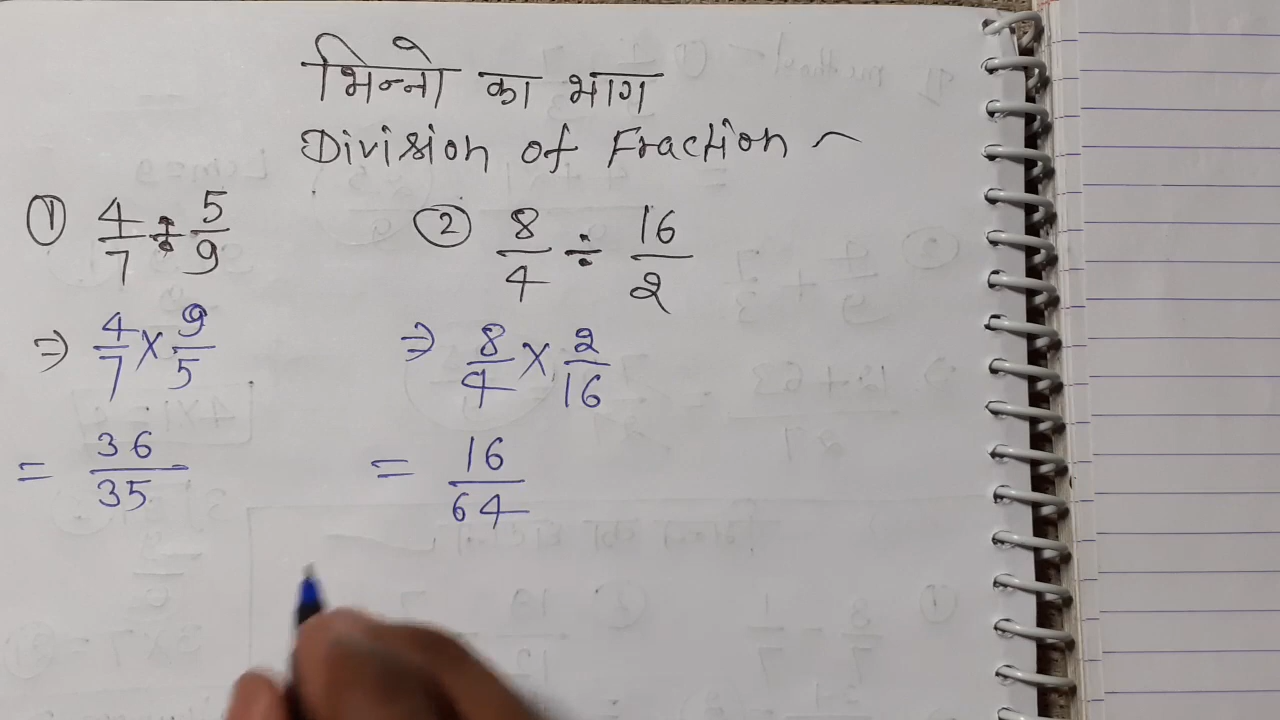 भिन्नो का भाग
Division of Fraction ~
① 4/7 ÷ 5/9
⇒ 4/7 × 9/5
= 36/35
② 8/4 ÷ 16/2
⇒ 8/4 × 2/16
= 16/64